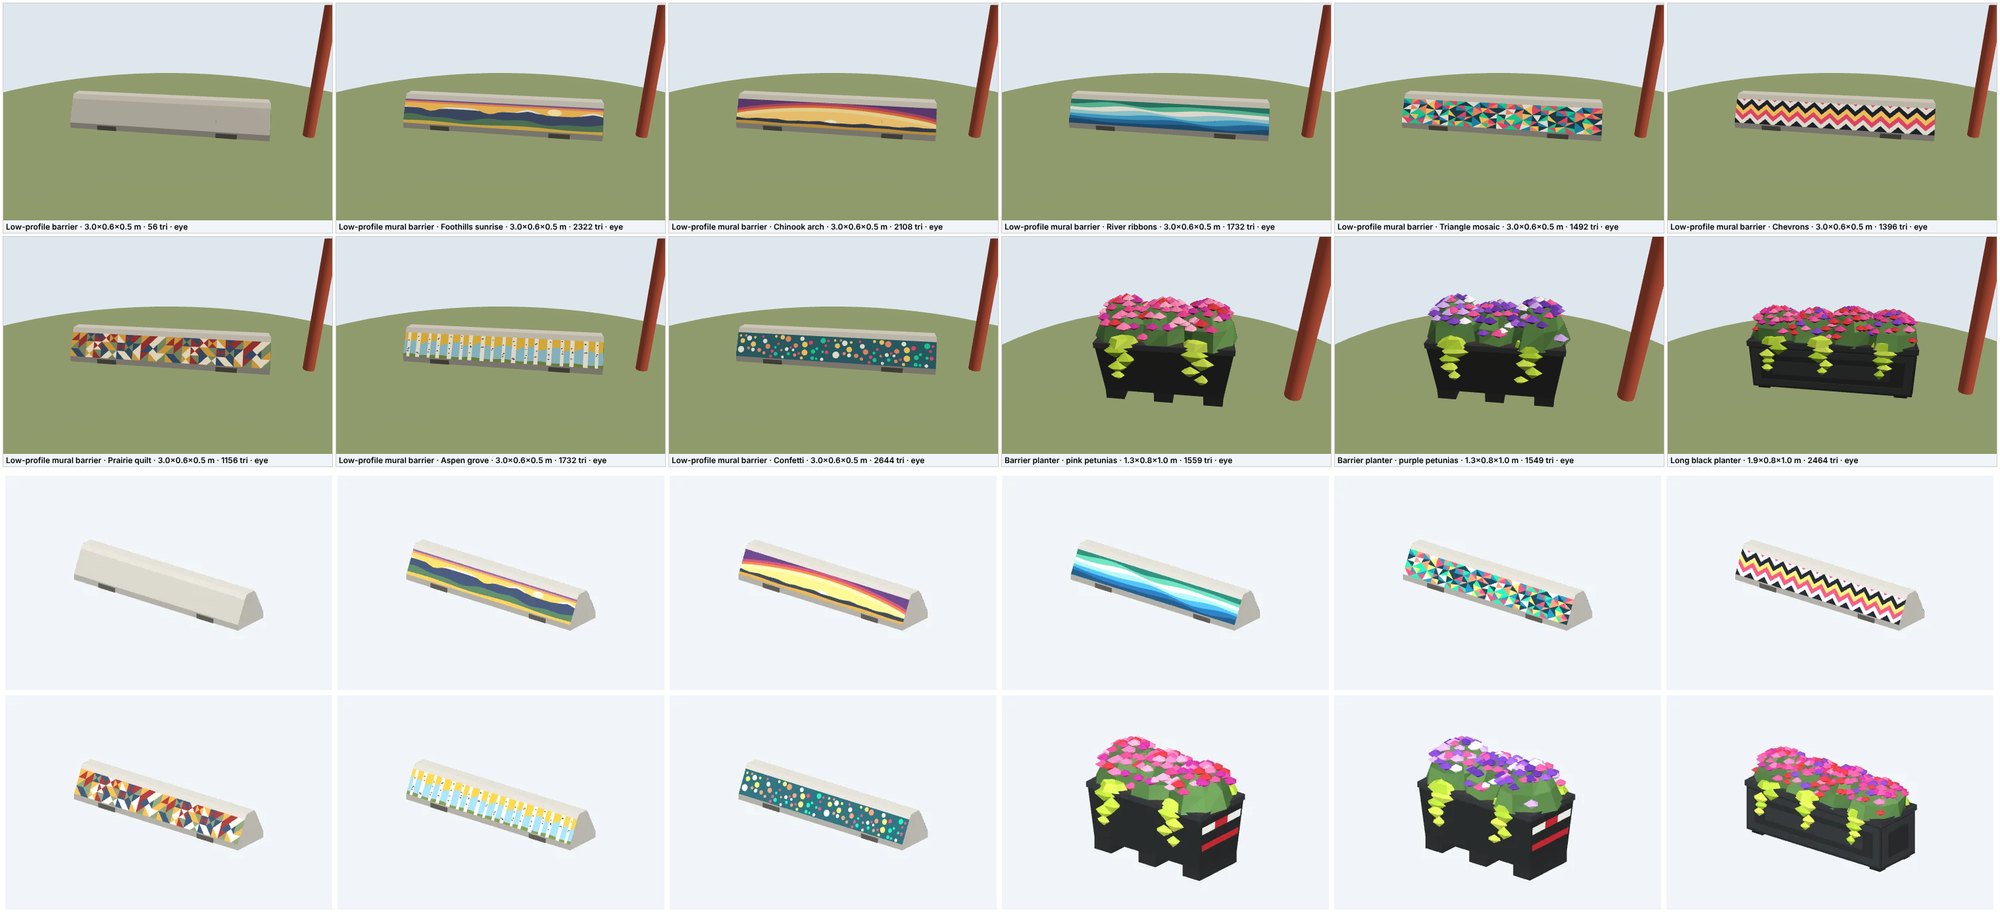 Low-profile barrier · 3.0×0.6×0.5 m · 56 tri · eye
Low-profile mural barrier · Foothills sunrise · 3.0×0.6×0.5 m · 2322 tri · eye
Low-profile mural barrier · Chinook arch · 3.0×0.6×0.5 m · 2108 tri · eye
Low-profile mural barrier · River ribbons · 3.0×0.6×0.5 m · 1732 tri · eye
Low-profile mural barrier · Triangle mosaic · 3.0×0.6×0.5 m · 1492 tri · eye
Low-profile mural barrier · Chevrons · 3.0×0.6×0.5 m · 1396 tri · eye
Low-profile mural barrier · Prairie quilt · 3.0×0.6×0.5 m · 1156 tri · eye
Low-profile mural barrier · Aspen grove · 3.0×0.6×0.5 m · 1732 tri · eye
Low-profile mural barrier · Confetti · 3.0×0.6×0.5 m · 2644 tri · eye
Barrier planter · pink petunias · 1.3×0.8×1.0 m · 1559 tri · eye
Barrier planter · purple petunias · 1.3×0.8×1.0 m · 1549 tri · eye
Long black planter · 1.9×0.8×1.0 m · 2464 tri · eye